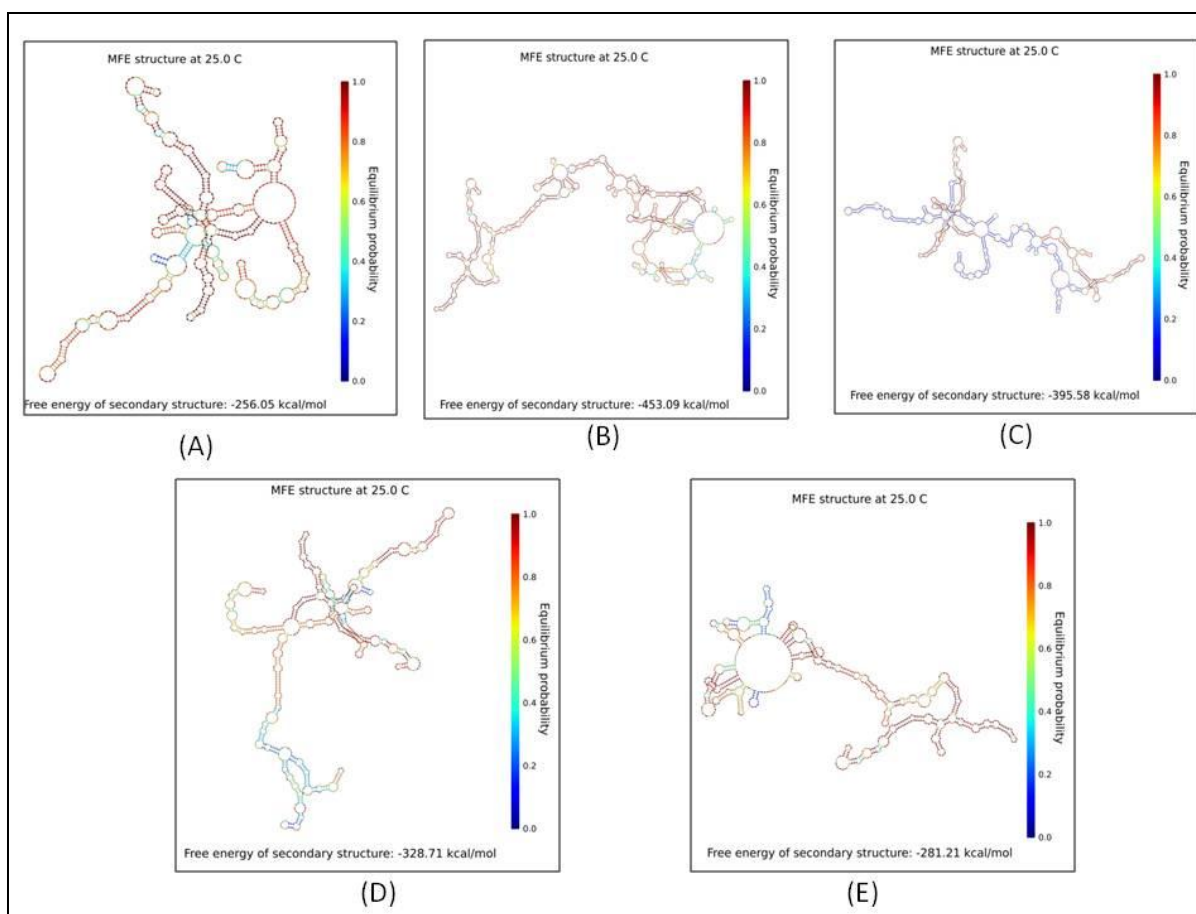 MFE structure at 25.0 C
1.0
0.8
0.6
0.4
0.2
0.0
Equilibrium probability
Free energy of secondary structure: -256.05 kcal/mol
(A)
MFE structure at 25.0 C
1.0
0.8
0.6
0.4
0.2
0.0
Equilibrium probability
Free energy of secondary structure: -453.09 kcal/mol
(B)
MFE structure at 25.0 C
1.0
0.8
0.6
0.4
0.2
0.0
Equilibrium probability
Free energy of secondary structure: -395.58 kcal/mol
(C)
MFE structure at 25.0 C
1.0
0.8
0.6
0.4
0.2
0.0
Equilibrium probability
Free energy of secondary structure: -328.71 kcal/mol
(D)
MFE structure at 25.0 C
1.0
0.8
0.6
0.4
0.2
0.0
Equilibrium probability
Free energy of secondary structure: -281.21 kcal/mol
(E)